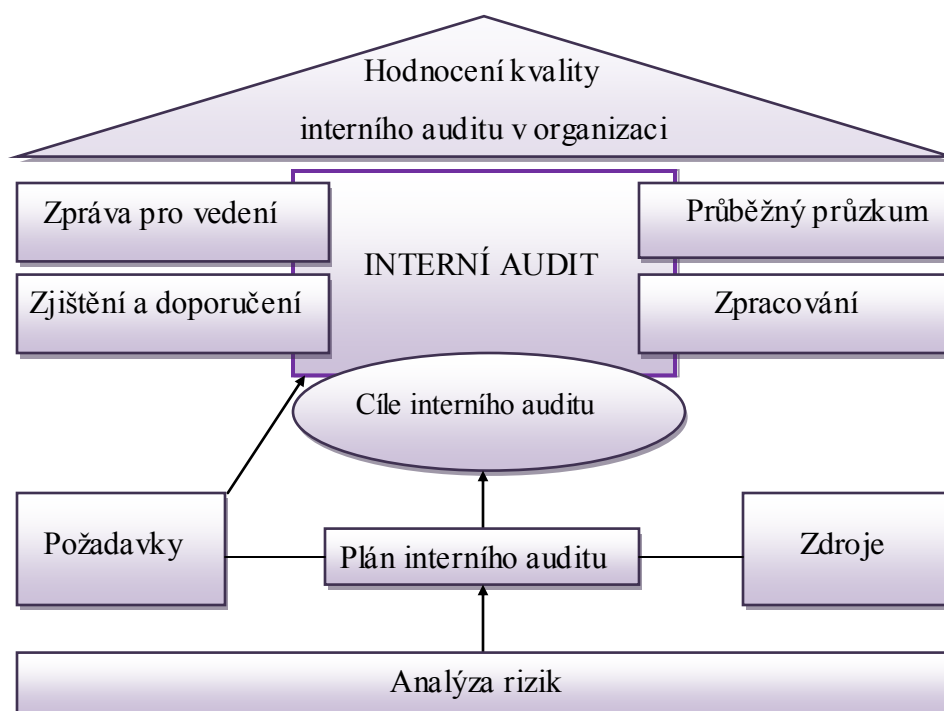 Hodnocení kvality
interního auditu v organizaci
Zpráva pro vedení
Průběžný průzkum
INTERNÍ AUDIT
Zjištění a doporučení
Zpracování
Cíle interního auditu
Požadavky
Plán interního auditu
Zdroje
Analýza rizik